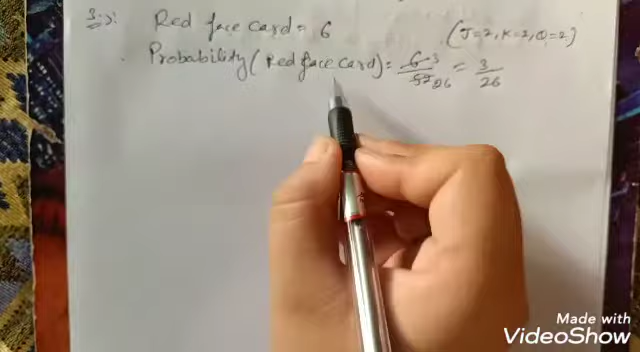 Red face card = 6 (J=2, K=2, Q=2)
Probability (Red face card) = 6 3 / 52 26 = 3/26
Made with
VideoShow